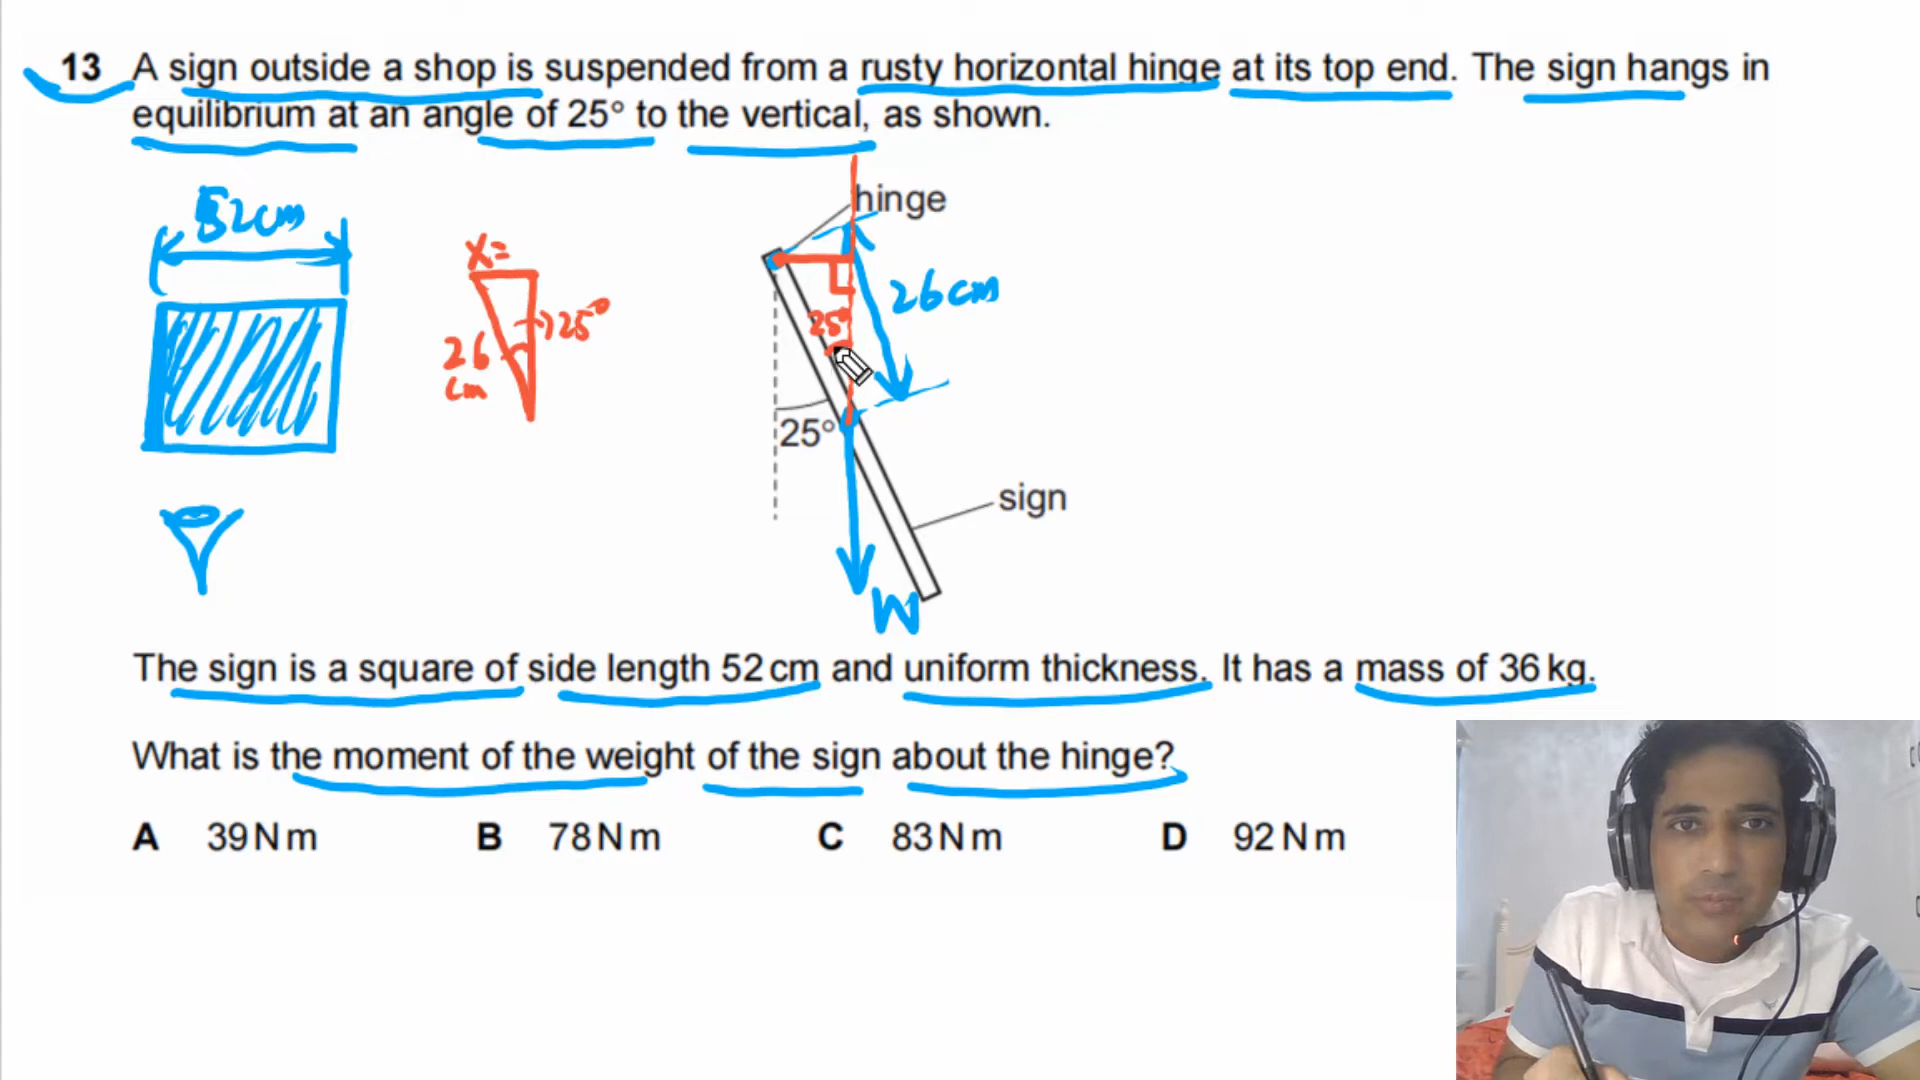 13 A sign outside a shop is suspended from a rusty horizontal hinge at its top end. The sign hangs in
equilibrium at an angle of 25° to the vertical, as shown.
52cm
hinge
x=
26cm
25°
25°
26
cm
25°
sign
W
The sign is a square of side length 52 cm and uniform thickness. It has a mass of 36 kg.
What is the moment of the weight of the sign about the hinge?
A 39 N m B 78 N m C 83 N m D 92 N m